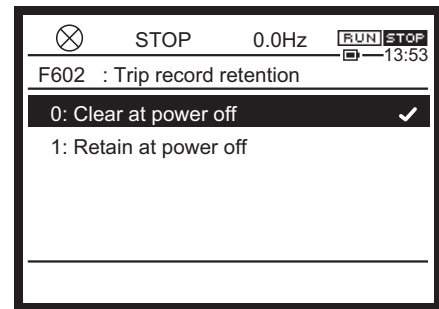 STOP 0.0Hz RUN STOP
13:53
F602 : Trip record retention
0: Clear at power off
1: Retain at power off